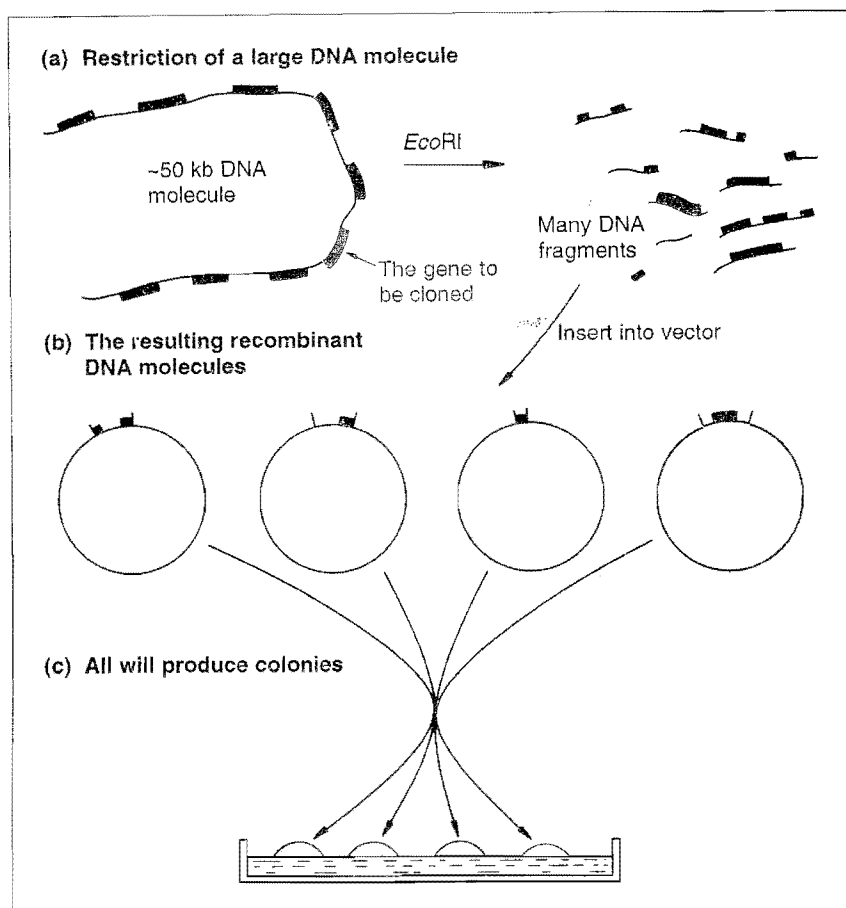 (a) Restriction of a large DNA molecule
~50 kb DNA
molecule
EcoRI
Many DNA
fragments
The gene to
be cloned
Insert into vector
(b) The resulting recombinant
DNA molecules
(c) All will produce colonies